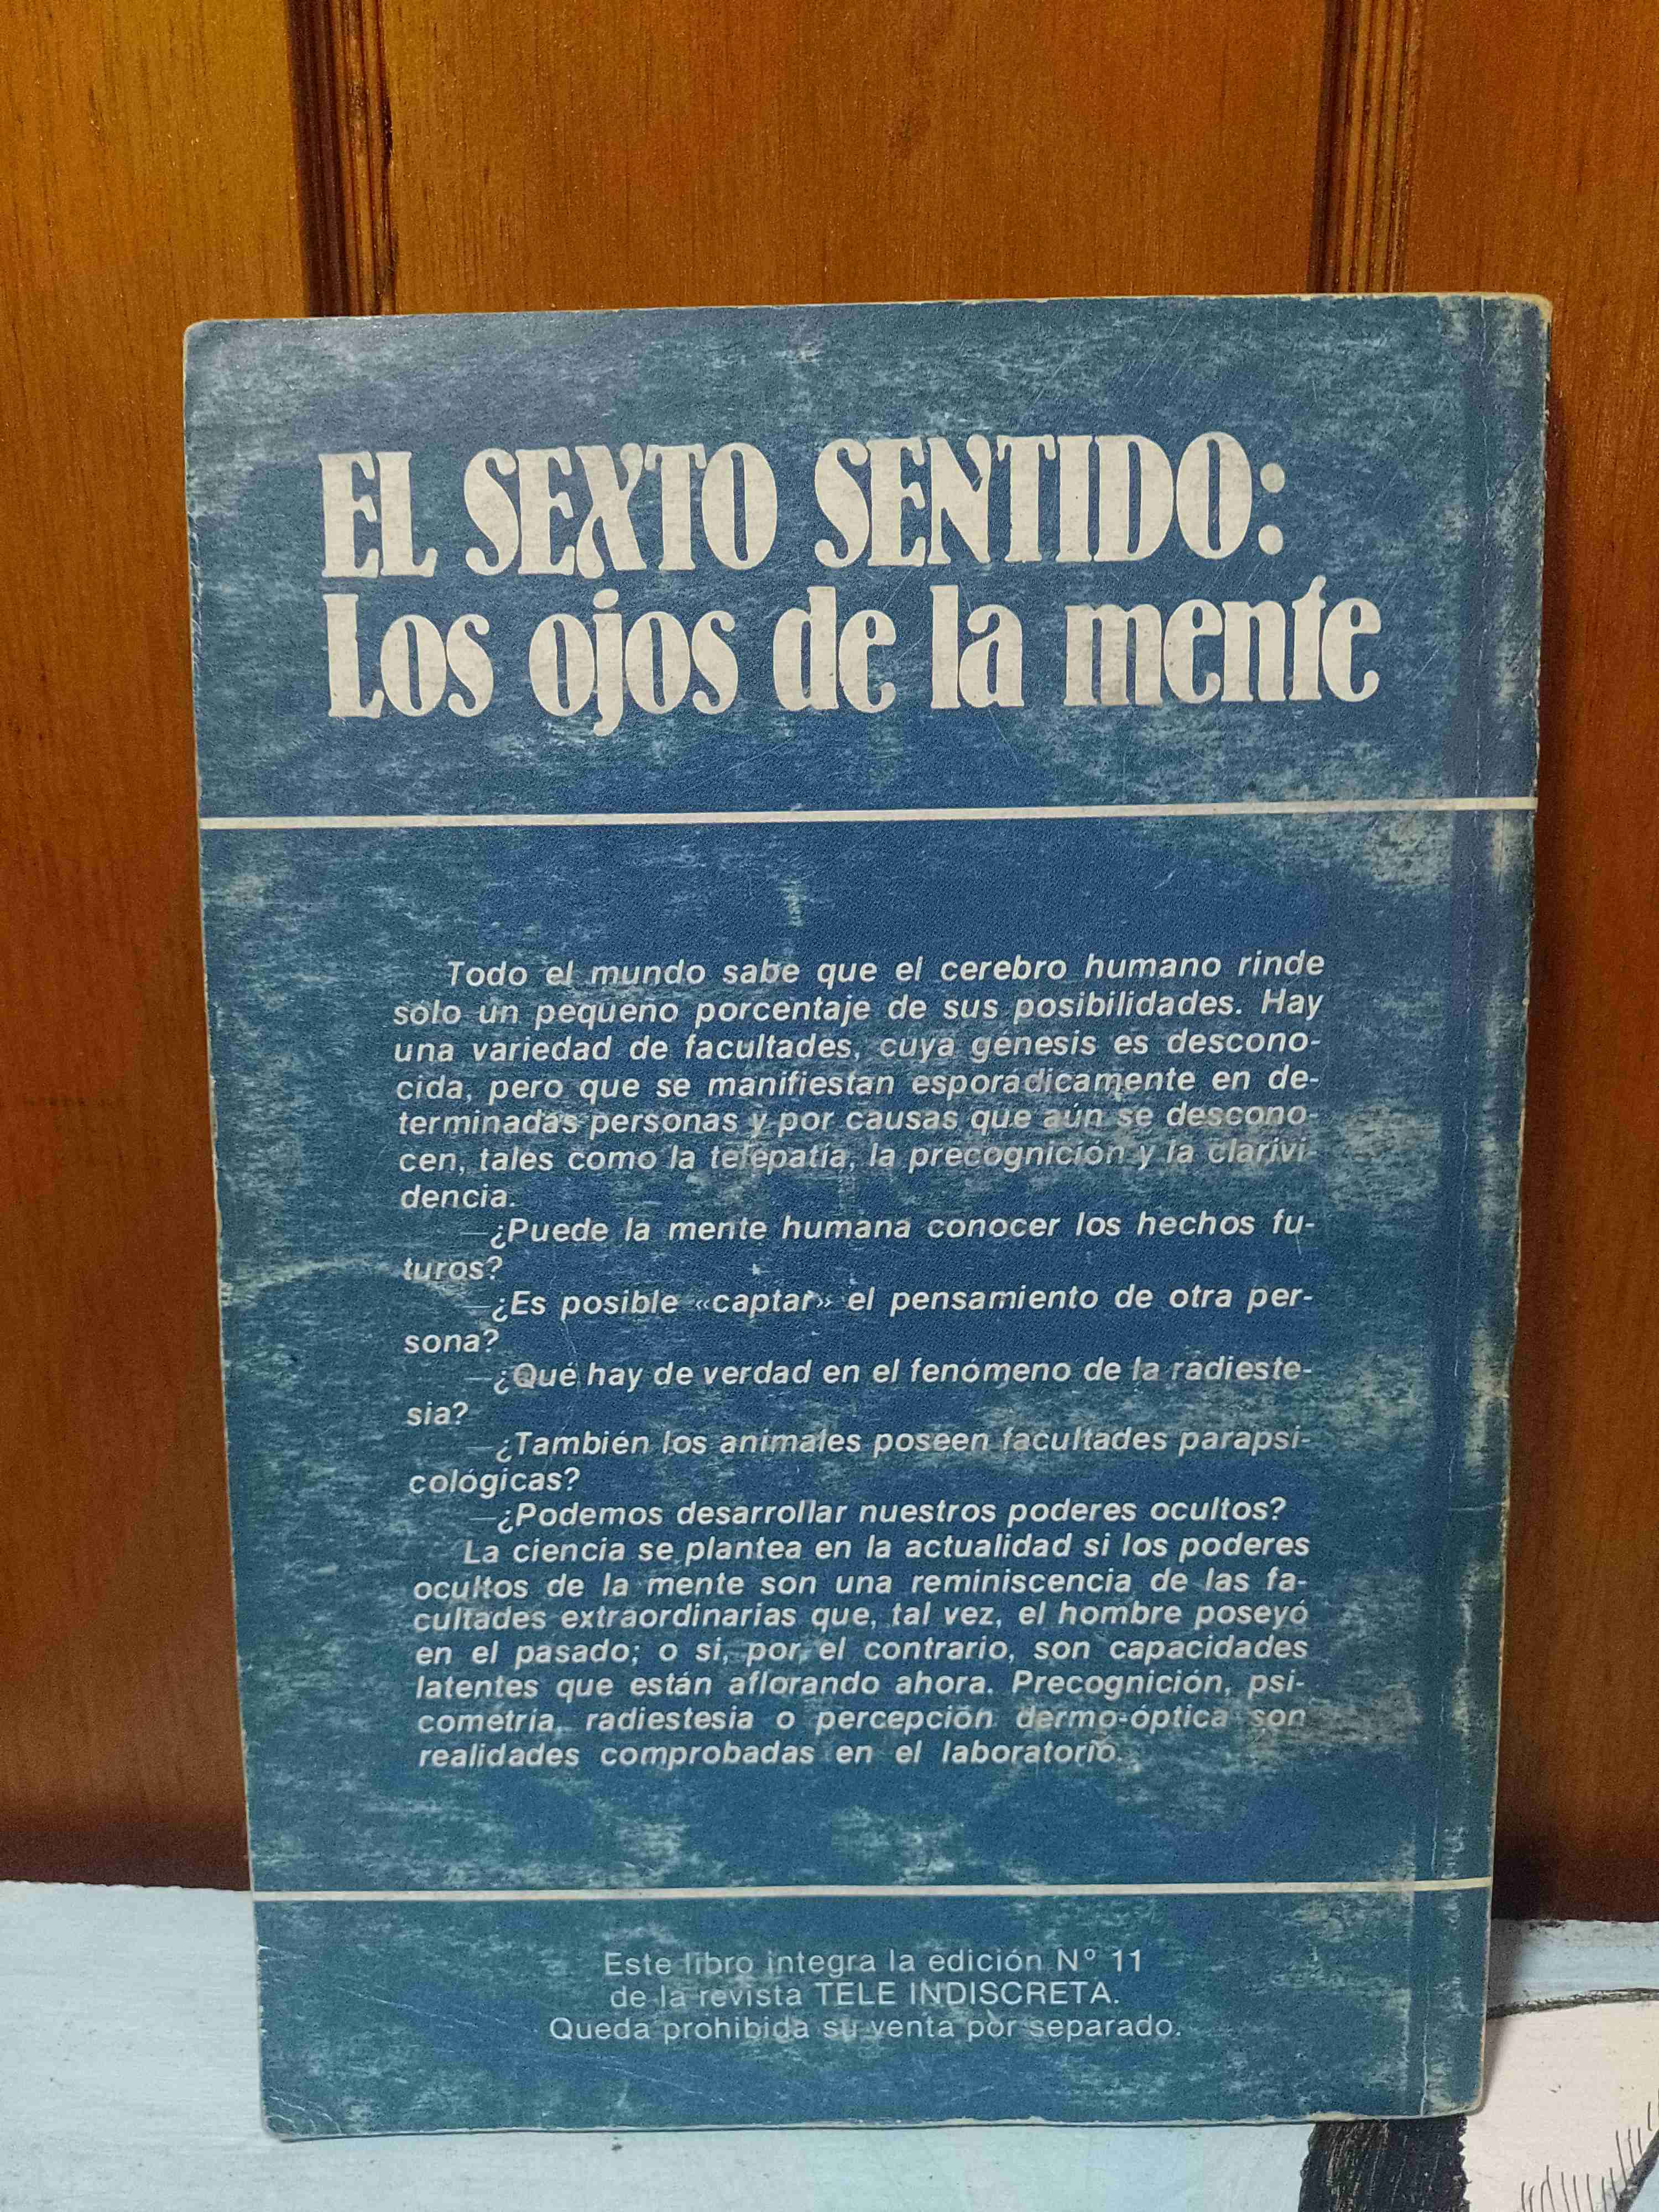 EL SEXTO SENTIDO:
Los ojos de la mente
Todo el mundo sabe que el cerebro humano rinde
sólo un pequeño porcentaje de sus posibilidades. Hay
una variedad de facultades, cuya génesis es descono-
cida, pero que se manifiestan esporádicamente en de-
terminadas personas y por causas que aún se descono-
cen, tales como la telepatía, la precognición y la clarivi-
dencia.
—¿Puede la mente humana conocer los hechos fu-
turos?
—¿Es posible «captar» el pensamiento de otra per-
sona?
—¿Qué hay de verdad en el fenómeno de la radieste-
sia?
—¿También los animales poseen facultades parapsi-
cológicas?
—¿Podemos desarrollar nuestros poderes ocultos?
La ciencia se plantea en la actualidad si los poderes
ocultos de la mente son una reminiscencia de las fa-
cultades extraordinarias que, tal vez, el hombre poseyó
en el pasado; o si, por el contrario, son capacidades
latentes que están aflorando ahora. Precognición, psi-
cometría, radiestesia o percepción dermo-óptica son
realidades comprobadas en el laboratorio.
Este libro integra la edición Nº 11
de la revista TELE INDISCRETA.
Queda prohibida su venta por separado.